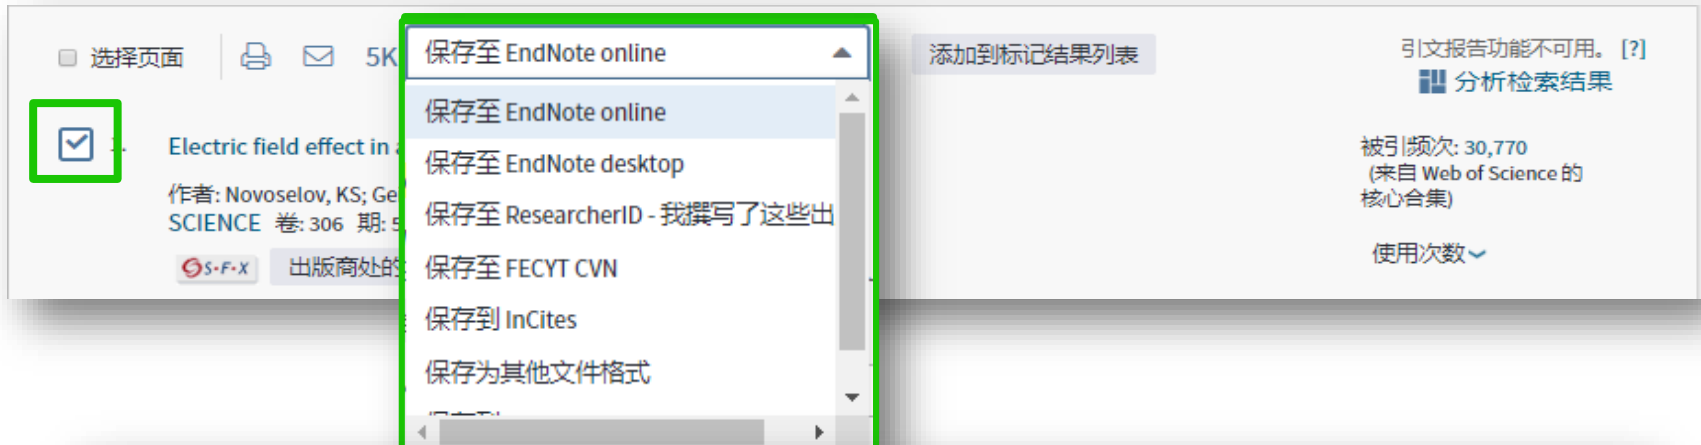 选择页面
5K
保存至 EndNote online
添加到标记结果列表
引文报告功能不可用。 [?]
分析检索结果
保存至 EndNote online
保存至 EndNote desktop
保存至 ResearcherID - 我撰写了这些出
保存至 FECYT CVN
保存到 InCites
保存为其他文件格式
Electric field effect in
作者: Novoselov, KS; Ge
SCIENCE 卷: 306 期: 5
S·F·X
出版商处的
被引频次: 30,770
(来自 Web of Science 的
核心合集)
使用次数